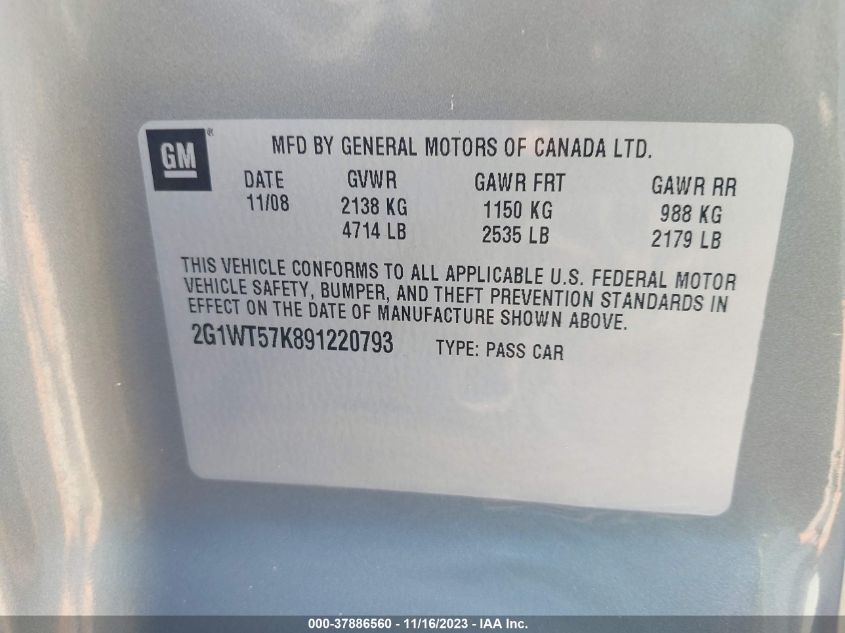 GM®
MFD BY GENERAL MOTORS OF CANADA LTD.
DATE GVWR GAWR FRT GAWR RR
11/08 2138 KG 1150 KG 988 KG
4714 LB 2535 LB 2179 LB
THIS VEHICLE CONFORMS TO ALL APPLICABLE U.S. FEDERAL MOTOR
VEHICLE SAFETY, BUMPER, AND THEFT PREVENTION STANDARDS IN
EFFECT ON THE DATE OF MANUFACTURE SHOWN ABOVE.
2G1WT57K891220793 TYPE: PASS CAR
000-37886560 - 11/16/2023 - IAA Inc.